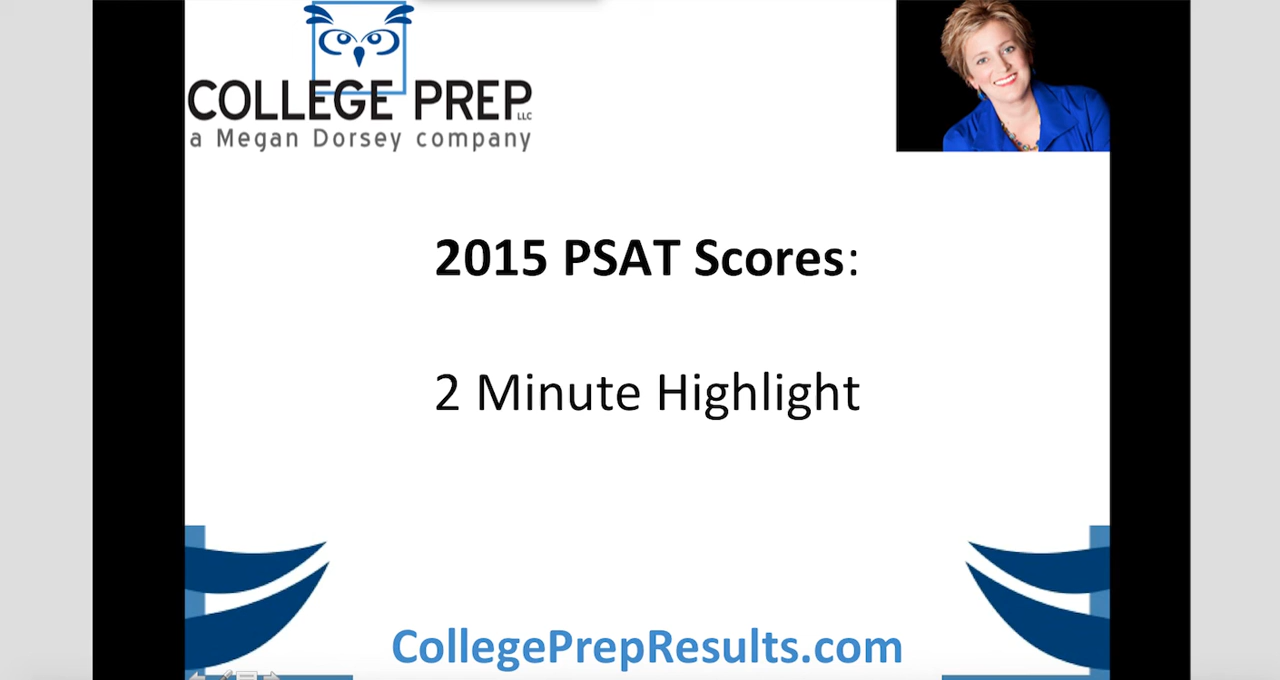 COLLEGE PREP LLC
a Megan Dorsey company
2015 PSAT Scores:
2 Minute Highlight
CollegePrepResults.com